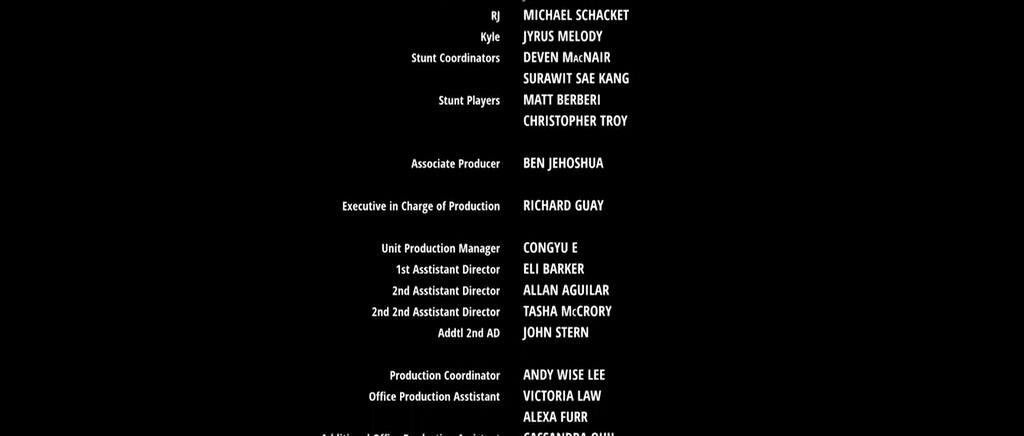 RJ MICHAEL SCHACKET
Kyle JYRUS MELODY
Stunt Coordinators DEVEN MACNAIR
SURAWIT SAE KANG
Stunt Players MATT BERBERI
CHRISTOPHER TROY
Associate Producer BEN JEHOSHUA
Executive in Charge of Production RICHARD GUAY
Unit Production Manager CONGYU E
1st Asstistant Director ELI BARKER
2nd Asstistant Director ALLAN AGUILAR
2nd 2nd Asstistant Director TASHA McCRORY
Addtl 2nd AD JOHN STERN
Production Coordinator ANDY WISE LEE
Office Production Asstistant VICTORIA LAW
ALEXA FURR